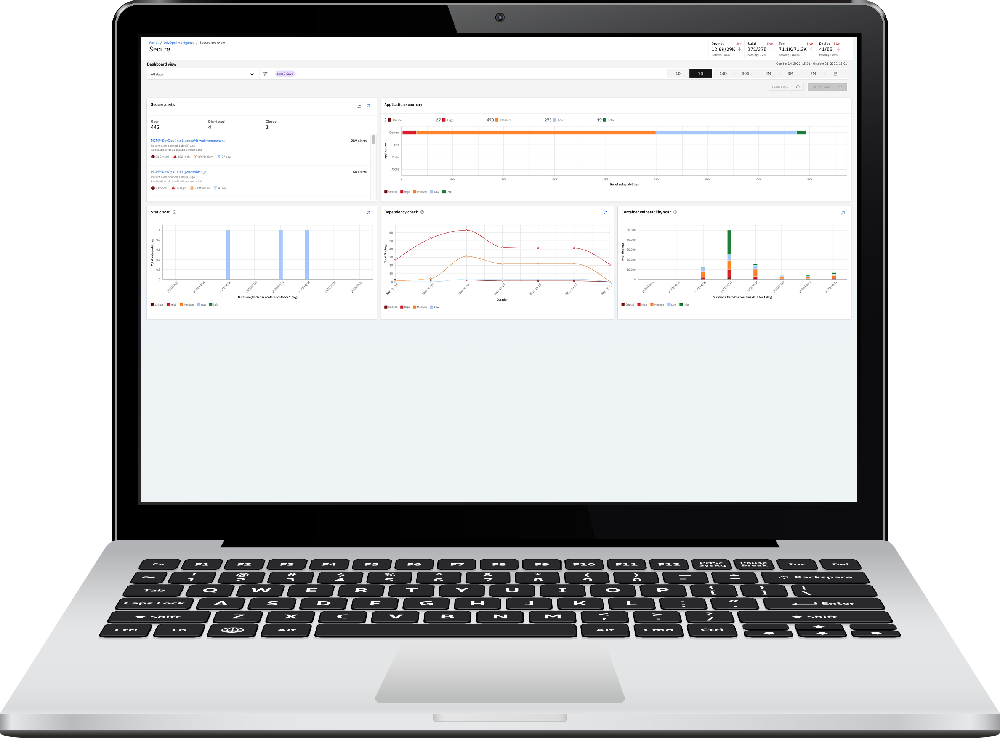 Portal / DevOps intelligence / Secure overview
Secure
Develop Live
12.6K/29K
Defects : 44%
Build Live
271/375
Passing : 72%
Test Live
71.1K/71.3K
Passing : 100%
Deploy Live
41/55
Passing : 75%
Dashboard view
October 14, 2022, 15:01 - October 21, 2022, 15:01
All data
Last 7 Days
1D 7D 14D 30D 2M 3M 6M
Clear view
Custom view
Secure alerts
Open Dismissed Closed
442 4 1
MCMP-DevOps-Intelligence/di-web-component 289 alerts
Recent alert opened 1 day(s) ago
Application: No application associated
21 Critical 152 High 89 Medium 27 Low
MCMP-DevOps-Intelligence/dash_ui 68 alerts
Recent alert opened 1 day(s) ago
Application: No application associated
2 Critical 39 High 23 Medium 4 Low
Application summary
2 Critical 27 High 470 Medium 276 Low 19 Info
Application
Delivery
EMP
Portal
AIOPS
0 100 200 300 400 500 600 700 800
No. of vulnerabilities
Critical High Medium Low Info
Static scan
Total vulnerabilities
1
0.8
0.6
0.4
0.2
0
2022/10/14 2022/10/15 2022/10/16 2022/10/17 2022/10/18 2022/10/19 2022/10/20 2022/10/21
Duration ( Each bar contains data for 1 day)
Critical High Medium Low Info
Dependency check
Total findings
60
50
40
30
20
10
0
2022-10-14 2022-10-15 2022-10-16 2022-10-17 2022-10-18 2022-10-19 2022-10-20
Duration
Critical High Medium Low
Container vulnerability scan
Total findings
50,000
40,000
30,000
20,000
10,000
0
2022/10/14 2022/10/15 2022/10/16 2022/10/17 2022/10/18 2022/10/19 2022/10/20 2022/10/21
Duration ( Each bar contains data for 1 day)
Critical High Medium Low Info
Esc F1 F2 F3 F4 F5 F6 F7 F8 F9 F10 F11 F12 PrtSc SysRq Pause Break Ins Del
~ ! 1 @ 2 # 3 $ 4 % 5 ^ 6 & 7 * 8 ( 9 ) 0 — - + = Backspace
Tab Q W E R T Y U I O P { [ } ] | \
Caps Lock A S D F G H J K L : ; » , Enter
Shift Z X C V B N M < , > . ? / Shift
Ctrl Fn Alt Alt Cmd Ctrl